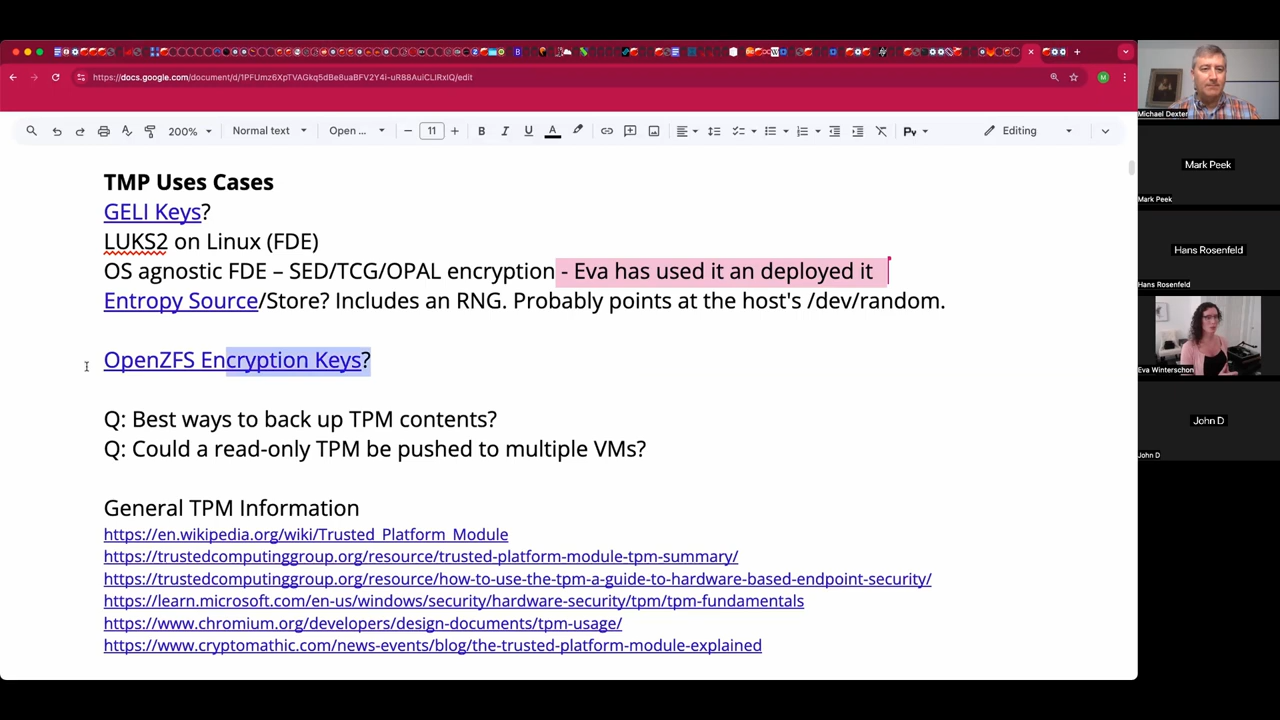 https://docs.google.com/document/d/1PFUmz6XpTVAGkq5dBe8uaBFV2Y4i-uR88AulCLIRxIQ/edit
200%
Normal text
Open ...
11
B I U A
Editing
TMP Uses Cases
GELI Keys?
LUKS2 on Linux (FDE)
OS agnostic FDE – SED/TCG/OPAL encryption - Eva has used it an deployed it
Entropy Source/Store? Includes an RNG. Probably points at the host's /dev/random.
OpenZFS Encryption Keys?
Q: Best ways to back up TPM contents?
Q: Could a read-only TPM be pushed to multiple VMs?
General TPM Information
https://en.wikipedia.org/wiki/Trusted_Platform_Module
https://trustedcomputinggroup.org/resource/trusted-platform-module-tpm-summary/
https://trustedcomputinggroup.org/resource/how-to-use-the-tpm-a-guide-to-hardware-based-endpoint-security/
https://learn.microsoft.com/en-us/windows/security/hardware-security/tpm/tpm-fundamentals
https://www.chromium.org/developers/design-documents/tpm-usage/
https://www.cryptomathic.com/news-events/blog/the-trusted-platform-module-explained
Michael Dexter
Mark Peek
Mark Peek
Hans Rosenfeld
Hans Rosenfeld
Eva Winterschon
John D
John D